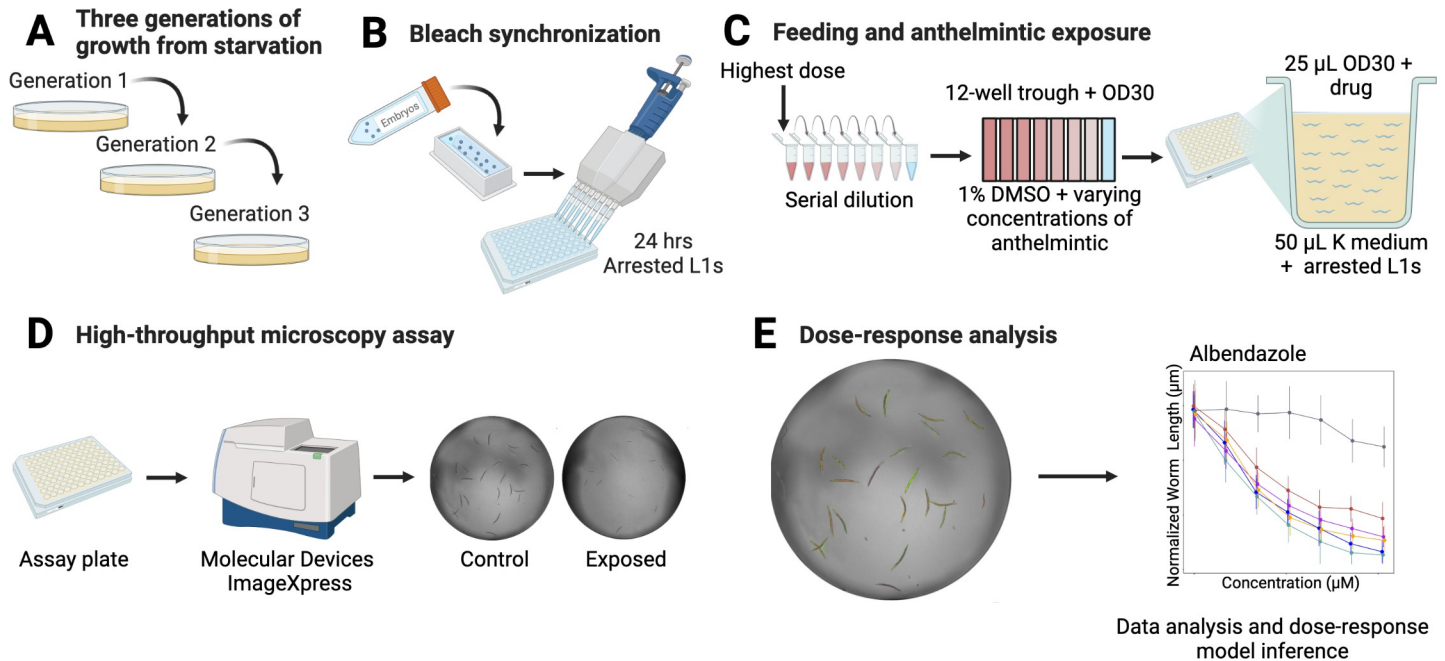 A
Three generations of
growth from starvation
Generation 1
Generation 2
Generation 3
B
Bleach synchronization
Embryos
24 hrs
Arrested L1s
C
Feeding and anthelmintic exposure
Highest dose
Serial dilution
12-well trough + OD30
1% DMSO + varying
concentrations of
anthelmintic
25 µL OD30 +
drug
50 µL K medium
+ arrested L1s
D
High-throughput microscopy assay
Assay plate
Molecular Devices
ImageXpress
Control
Exposed
E
Dose-response analysis
Albendazole
Normalized Worm Length (µm)
Concentration (µM)
Data analysis and dose-response
model inference